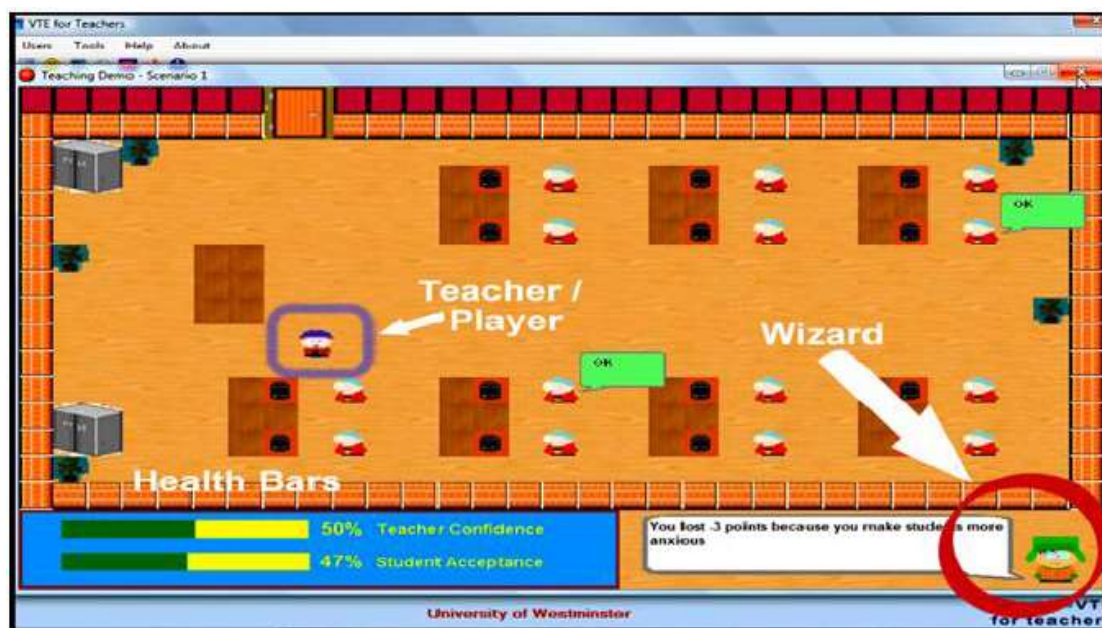 VTE for Teachers
Users Tools Help About
Teaching Demo - Scenario 1
OK
Teacher /
Player
Wizard
OK
Health Bars
50% Teacher Confidence
47% Student Acceptance
You lost -3 points because you make students more
anxious
University of Westminster
VT
for teacher